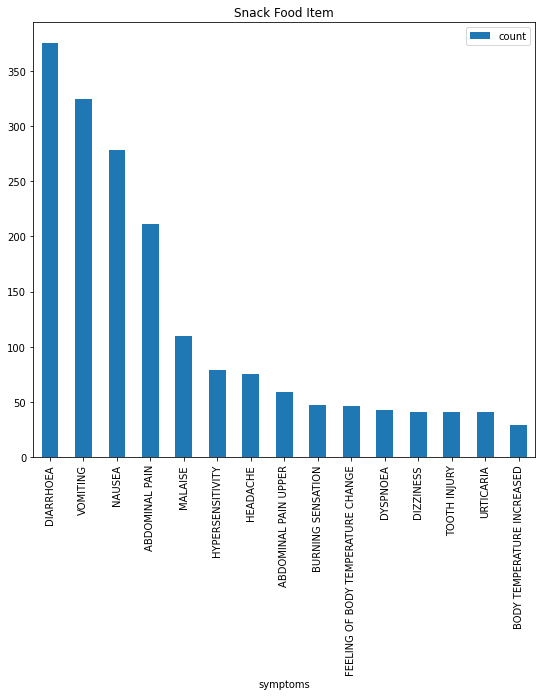 Snack Food Item
count
350
300
250
200
150
100
50
0
DIARRHOEA
VOMITING
NAUSEA
ABDOMINAL PAIN
MALAISE
HYPERSENSITIVITY
HEADACHE
ABDOMINAL PAIN UPPER
BURNING SENSATION
FEELING OF BODY TEMPERATURE CHANGE
DYSPNOEA
DIZZINESS
TOOTH INJURY
URTICARIA
BODY TEMPERATURE INCREASED
symptoms